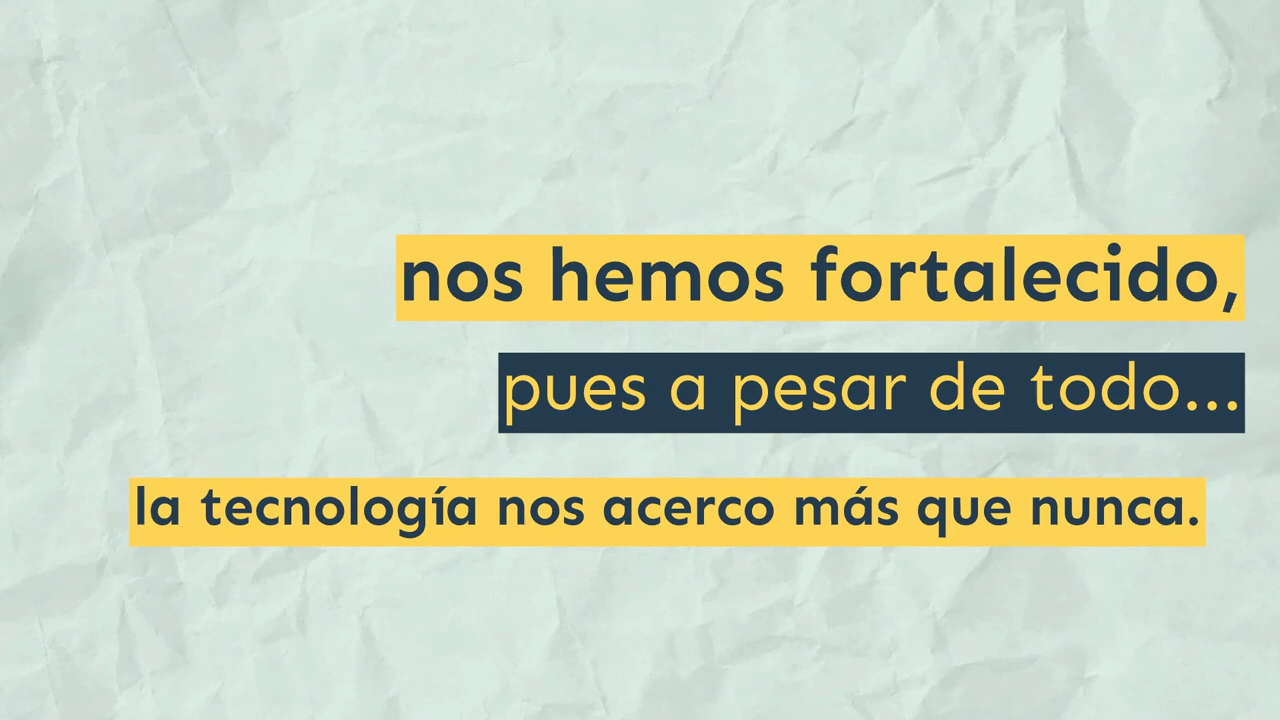 nos hemos fortalecido,
pues a pesar de todo...
la tecnología nos acerco más que nunca.